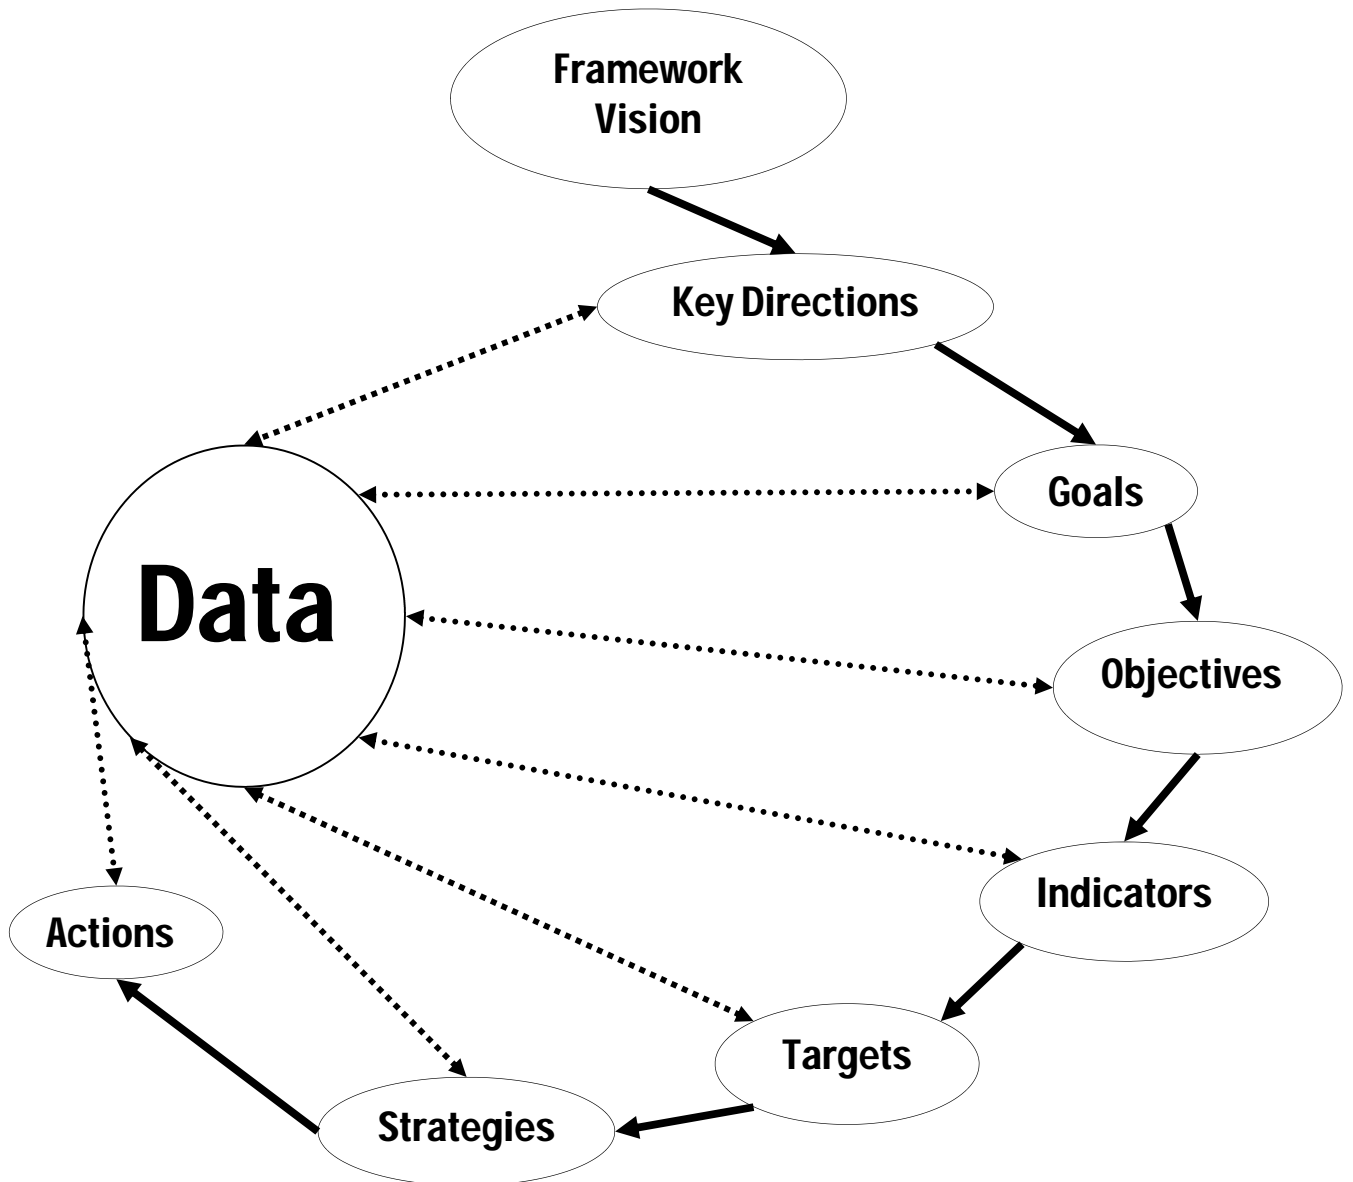 Framework
Vision
Key Directions
Goals
Data
Objectives
Indicators
Actions
Targets
Strategies